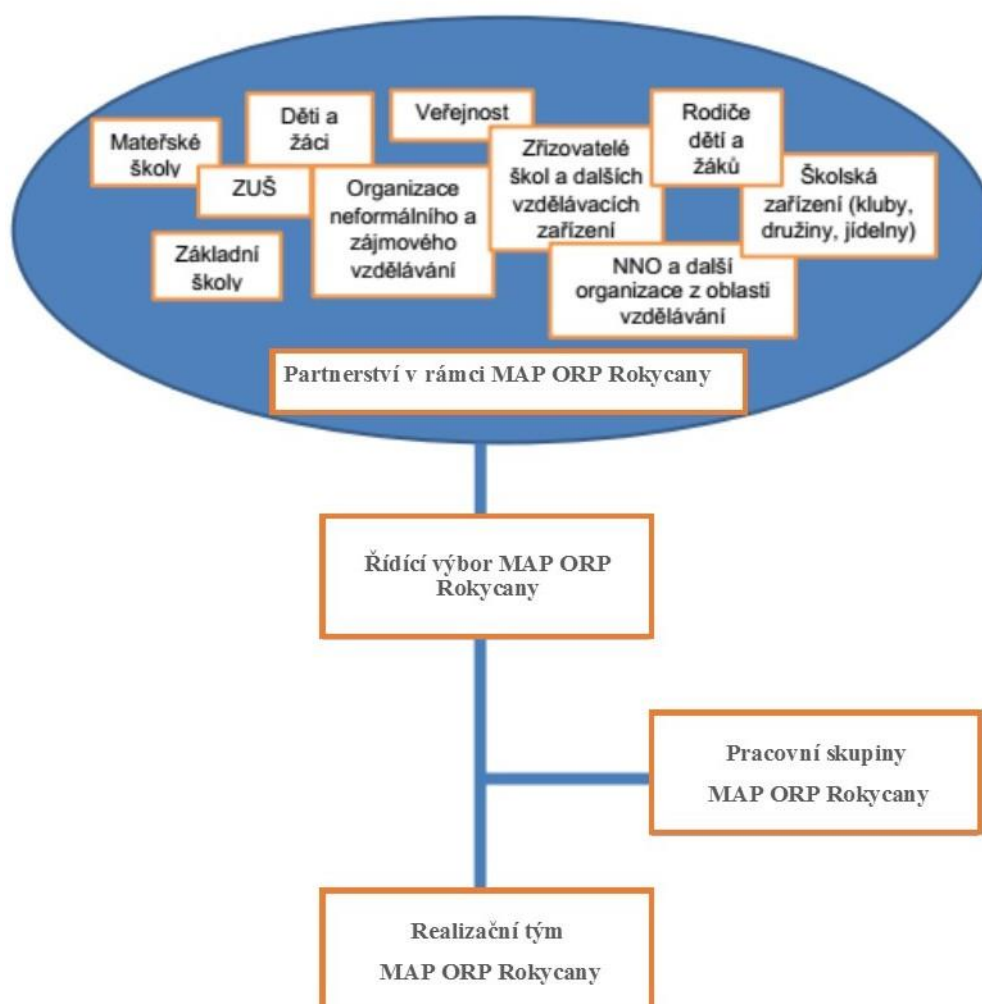 Mateřské
školy
Děti a
žáci
ZUŠ
Základní
školy
Veřejnost
Organizace
neformálního a
zájmového
vzdělávání
Zřizovatelé
škol a dalších
vzdělávacích
zařízení
Rodiče
dětí a
žáků
Školská
zařízení (kluby,
družiny, jídelny)
NNO a další
organizace z oblasti
vzdělávání
Partnerství v rámci MAP ORP Rokycany
Řídící výbor MAP ORP
Rokycany
Pracovní skupiny
MAP ORP Rokycany
Realizační tým
MAP ORP Rokycany